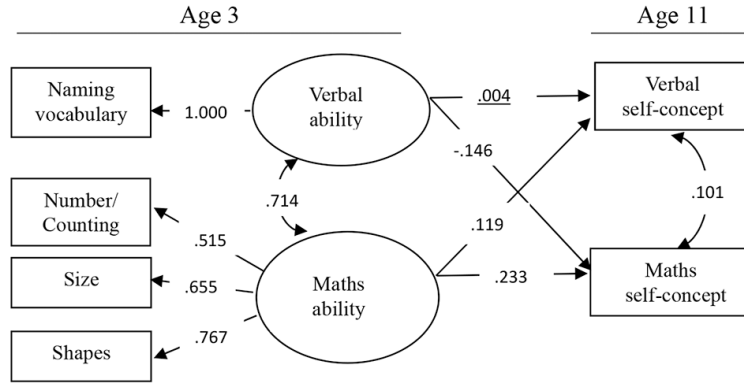 Age 3
Age 11
Naming
vocabulary
1.000
Verbal
ability
.004
Verbal
self-concept
-.146
.714
.101
Number/
Counting
.515
.119
Size
.655
Maths
ability
.233
Maths
self-concept
.767
Shapes